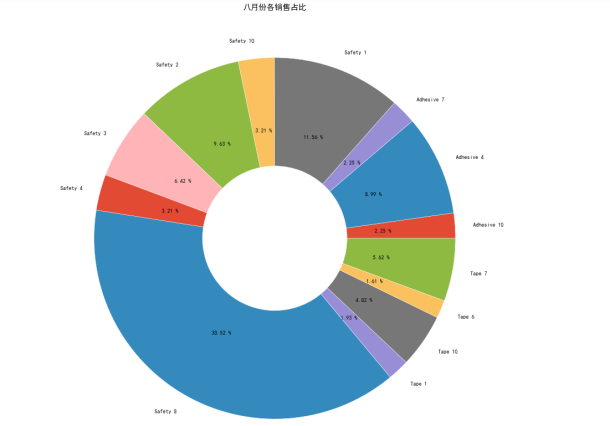 八月份各销售占比
Safety 10
Safety 1
Safety 2
Adhesive 7
3.21 %
11.56 %
9.63 %
Safety 3
2.25 %
Adhesive 4
6.42 %
8.99 %
Safety 4
3.21 %
Adhesive 10
2.25 %
5.62 %
Tape 7
1.61 %
4.82 %
Tape 6
1.93 %
38.52 %
Tape 10
Tape 1
Safety 8